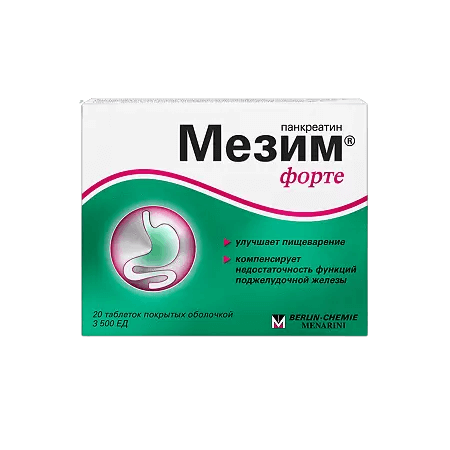 панкреатин
Мезим®
форте
улучшает пищеварение
компенсирует
недостаточность функций
поджелудочной железы
20 таблеток покрытых оболочкой
3 500 ЕД
BERLIN-CHEMIE
MENARINI